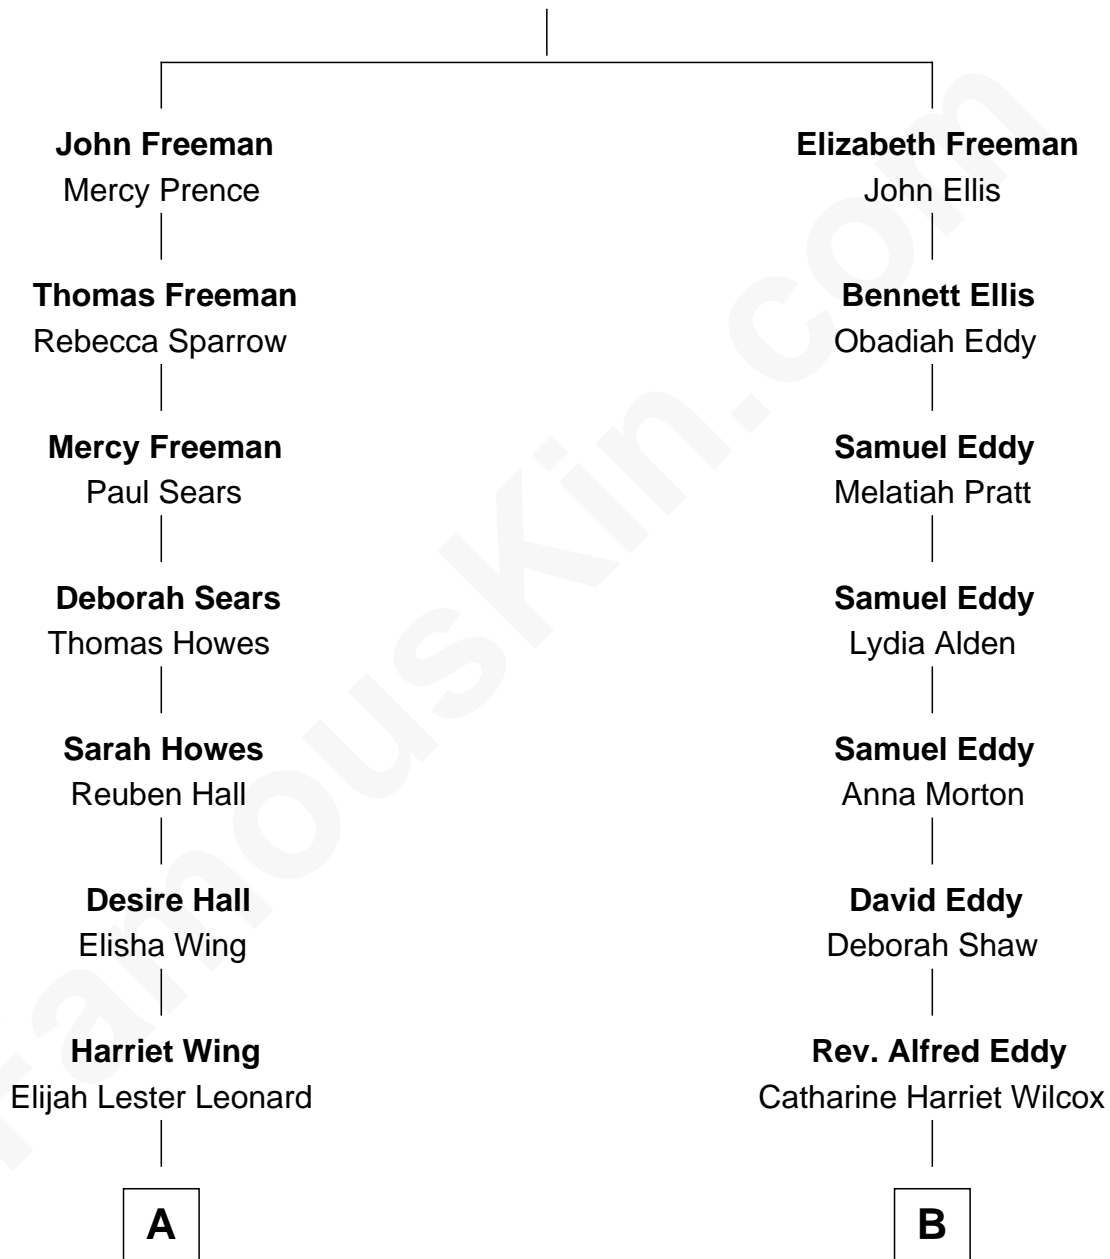 John Freeman
Mercy Prence
Thomas Freeman
Rebecca Sparrow
Mercy Freeman
Paul Sears
Deborah Sears
Thomas Howes
Sarah Howes
Reuben Hall
Desire Hall
Elisha Wing
Harriet Wing
Elijah Lester Leonard
A
Elizabeth Freeman
John Ellis
Bennett Ellis
Obadiah Eddy
Samuel Eddy
Melatiah Pratt
Samuel Eddy
Lydia Alden
Samuel Eddy
Anna Morton
David Eddy
Deborah Shaw
Rev. Alfred Eddy
Catharine Harriet Wilcox
B
FamousKin.com